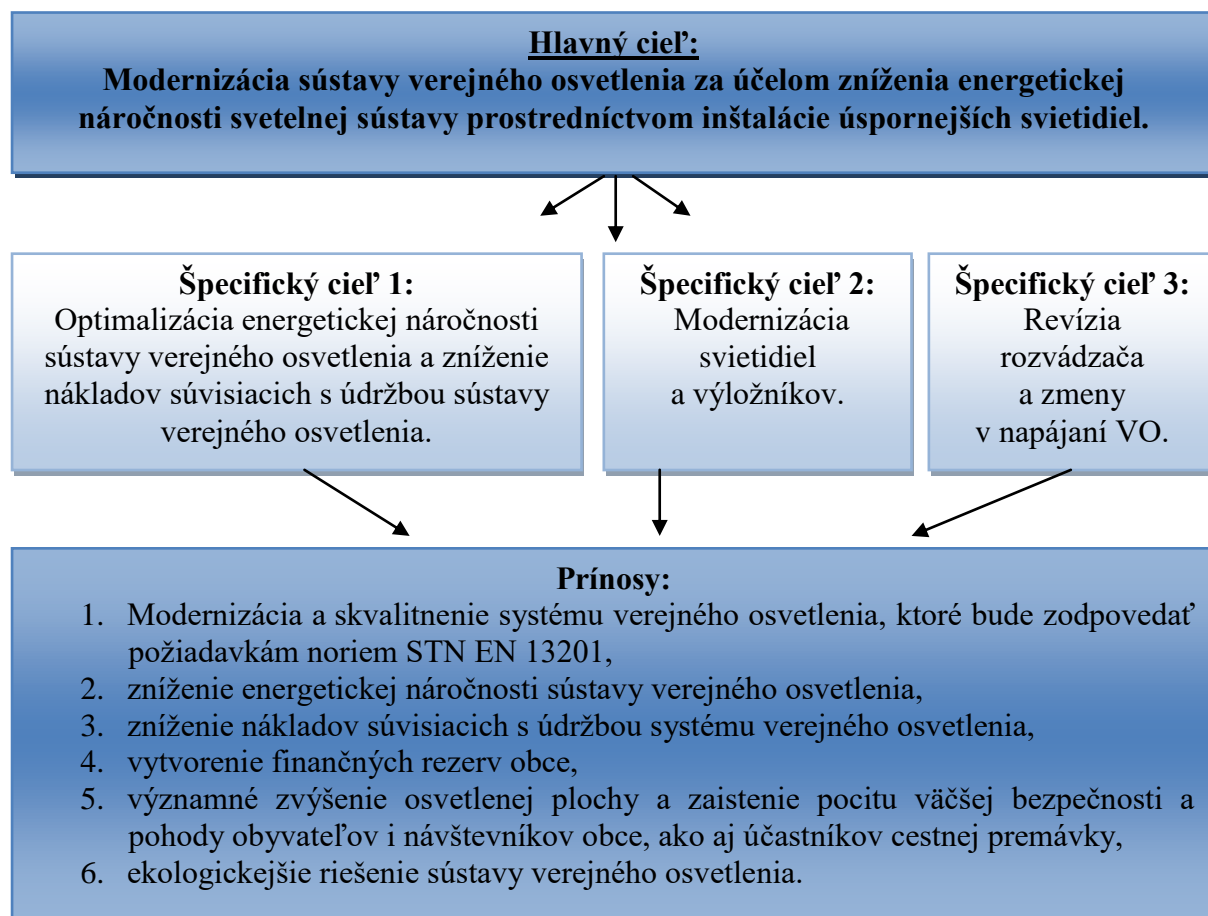 Hlavný cieľ:
Modernizácia sústavy verejného osvetlenia za účelom zníženia energetickej
náročnosti svetelnej sústavy prostredníctvom inštalácie úspornejších svietidiel.
Špecifický cieľ 1:
Optimalizácia energetickej náročnosti
sústavy verejného osvetlenia a zníženie
nákladov súvisiacich s údržbou sústavy
verejného osvetlenia.
Špecifický cieľ 2:
Modernizácia
svietidiel
a výložníkov.
Špecifický cieľ 3:
Revízia
rozvádzača
a zmeny
v napájaní VO.
Prínosy:
1. Modernizácia a skvalitnenie systému verejného osvetlenia, ktoré bude zodpovedať
požiadavkám noriem STN EN 13201,
2. zníženie energetickej náročnosti sústavy verejného osvetlenia,
3. zníženie nákladov súvisiacich s údržbou systému verejného osvetlenia,
4. vytvorenie finančných rezerv obce,
5. významné zvýšenie osvetlenej plochy a zaistenie pocitu väčšej bezpečnosti a
pohody obyvateľov i návštevníkov obce, ako aj účastníkov cestnej premávky,
6. ekologickejšie riešenie sústavy verejného osvetlenia.